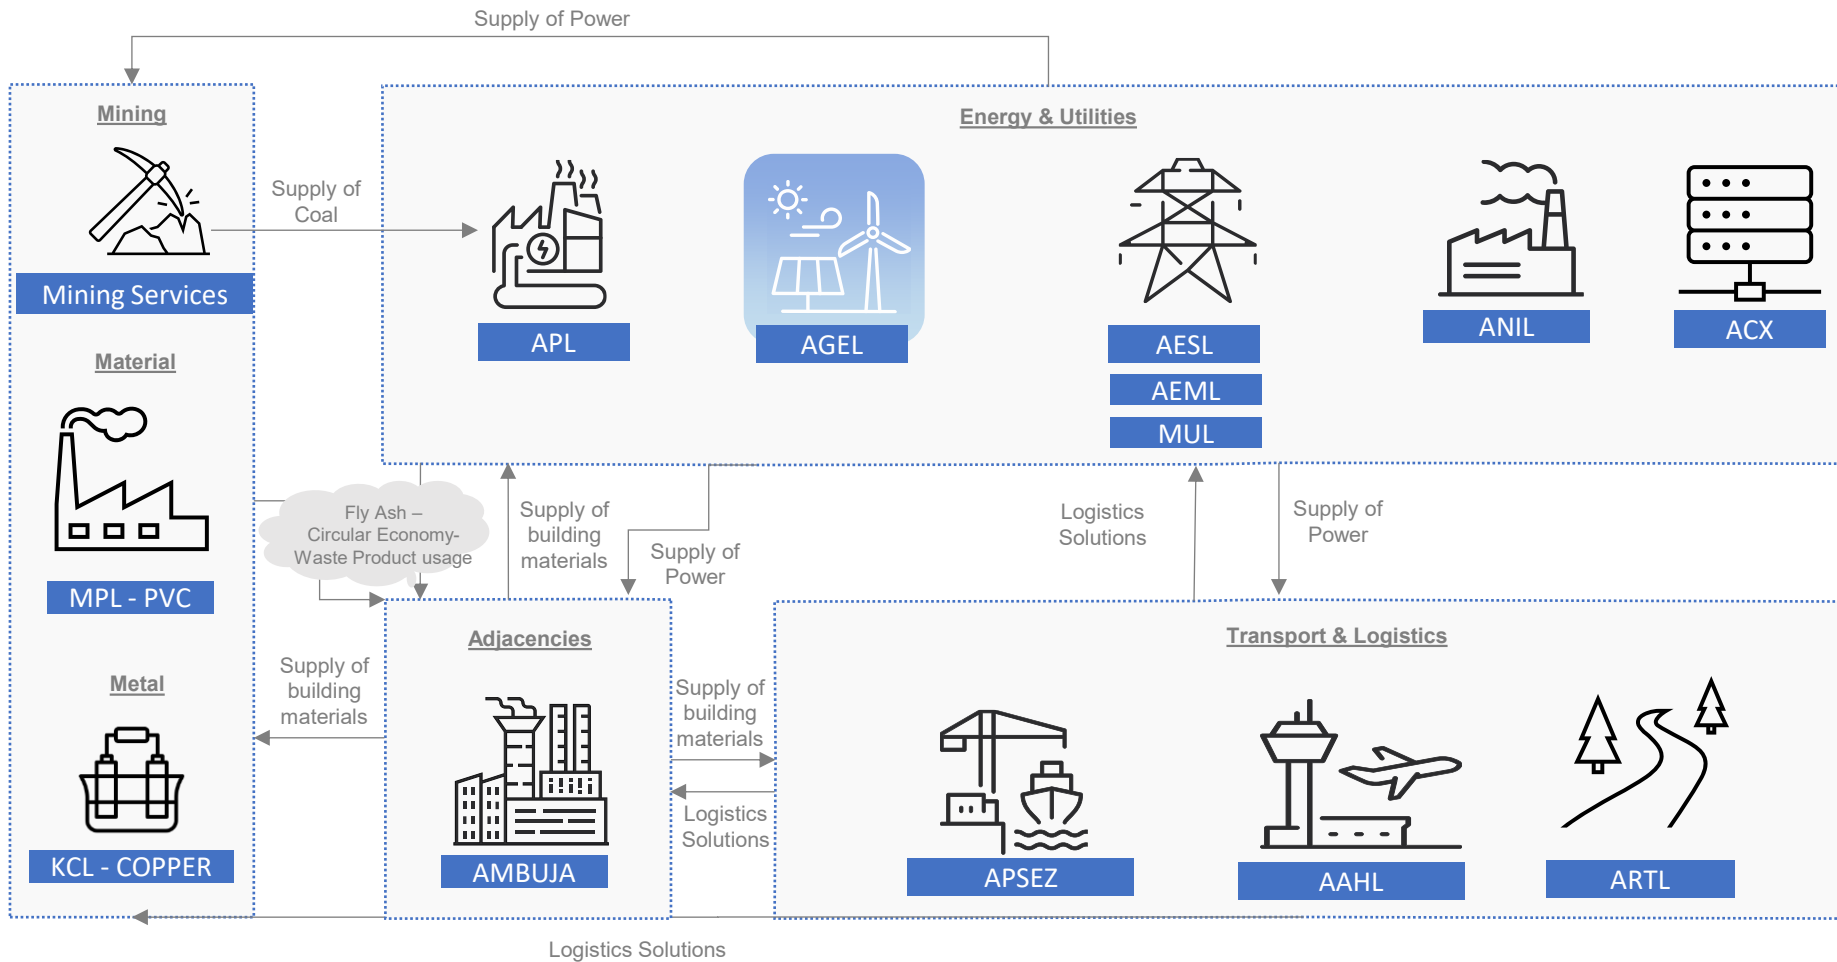 Supply of Power
Mining
Supply of
Coal
Mining Services
Material
MPL - PVC
Metal
KCL - COPPER
Energy & Utilities
APL
AGEL
AESL
AEML
MUL
ANIL
ACX
Fly Ash –
Circular Economy-
Waste Product usage
Supply of
building
materials
Supply of
Power
Logistics
Solutions
Supply of
Power
Supply of
building
materials
Adjacencies
AMBUJA
Supply of
building
materials
Logistics
Solutions
Transport & Logistics
APSEZ
AAHL
ARTL
Logistics Solutions